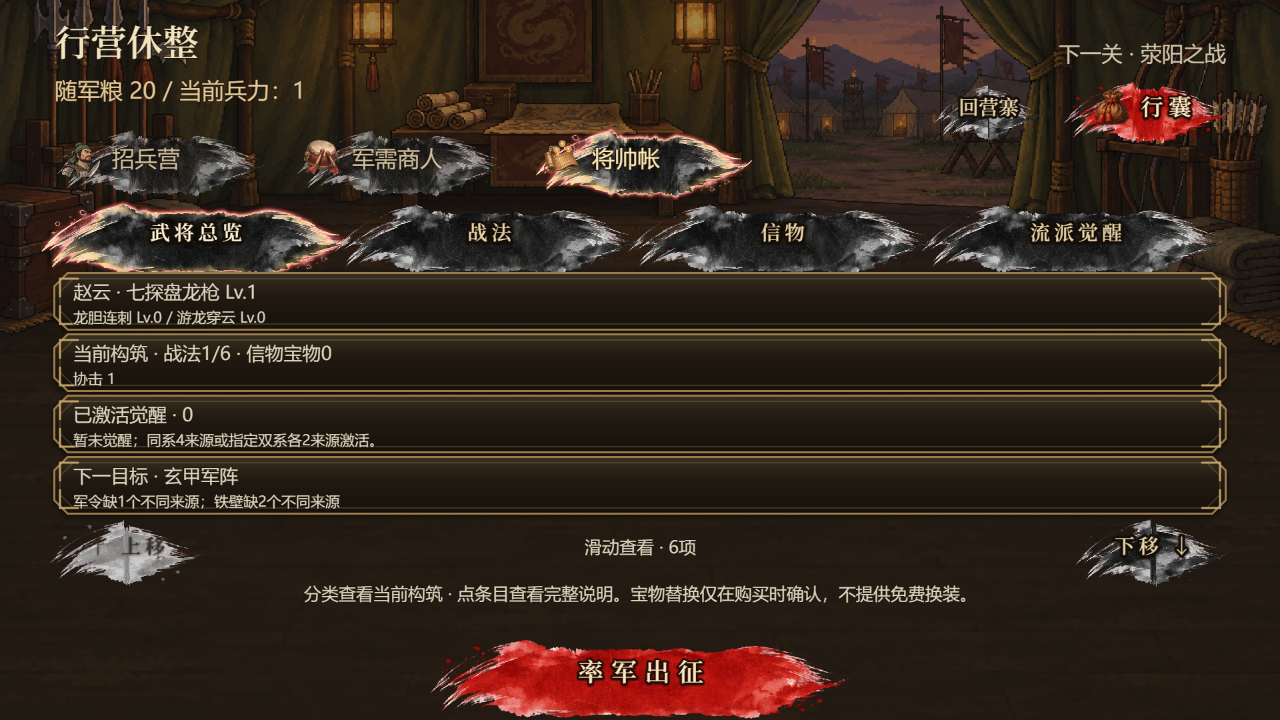 行营休整
随军粮 20 / 当前兵力：1
下一关 · 荥阳之战
回营寨
行囊
招兵营
军需商人
将帅帐
武将总览
战法
信物
流派觉醒
赵云 · 七探盘龙枪 Lv.1
龙胆连刺 Lv.0 / 游龙穿云 Lv.0
当前构筑 · 战法1/6 · 信物宝物0
协击 1
已激活觉醒 · 0
暂未觉醒；同系4来源或指定双系各2来源激活。
下一目标 · 玄甲军阵
军令缺1个不同来源；铁壁缺2个不同来源
↑ 上移
滑动查看 · 6项
下移 ↓
分类查看当前构筑 · 点条目查看完整说明。宝物替换仅在购买时确认，不提供免费换装。
率军出征